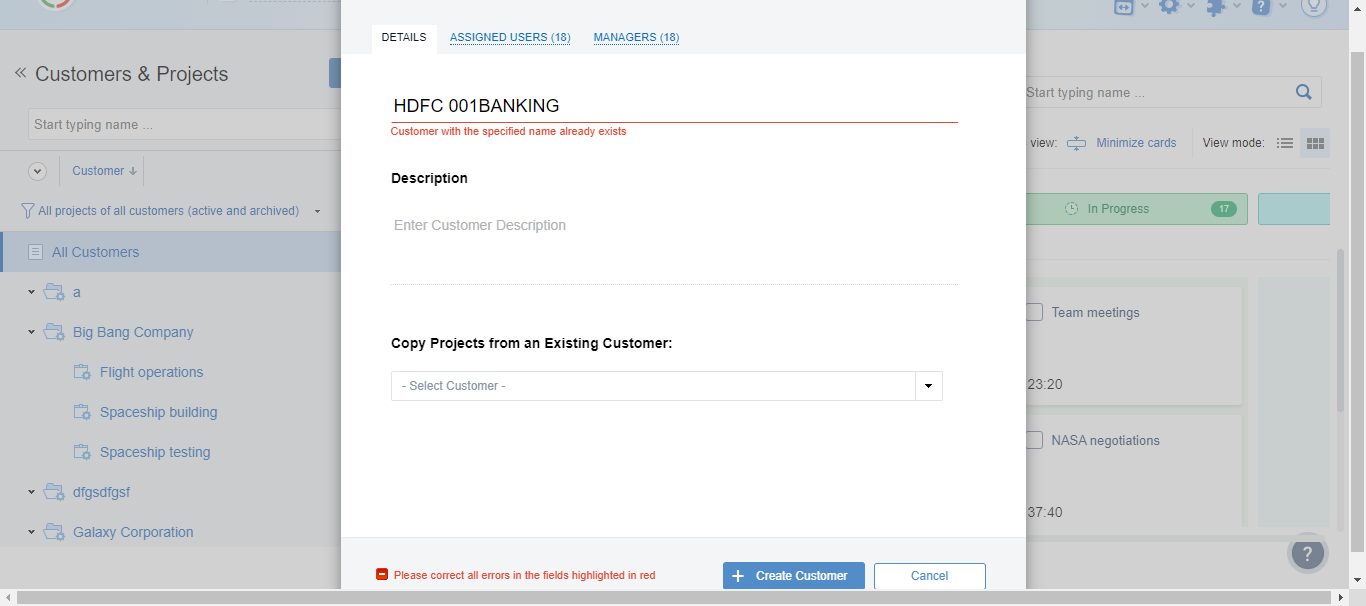 DETAILS
ASSIGNED USERS (18)
MANAGERS (18)
Customers & Projects
Start typing name ...
Customer
All projects of all customers (active and archived)
All Customers
a
Big Bang Company
Flight operations
Spaceship building
Spaceship testing
dfgsdfgsf
Galaxy Corporation
HDFC 001BANKING
Customer with the specified name already exists
Description
Enter Customer Description
Copy Projects from an Existing Customer:
- Select Customer -
Please correct all errors in the fields highlighted in red
+ Create Customer
Cancel
?
Start typing name ...
view:
Minimize cards
View mode:
In Progress
17
Team meetings
23:20
NASA negotiations
37:40
?